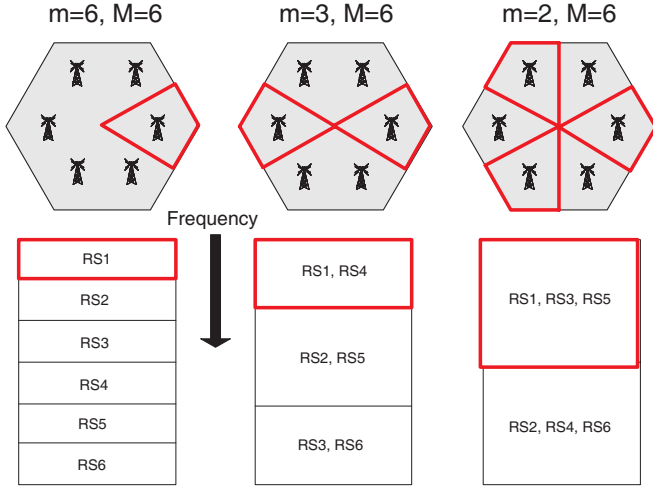 m=6, M=6
m=3, M=6
m=2, M=6
Frequency
RS1
RS2
RS3
RS4
RS5
RS6
RS1, RS4
RS2, RS5
RS3, RS6
RS1, RS3, RS5
RS2, RS4, RS6